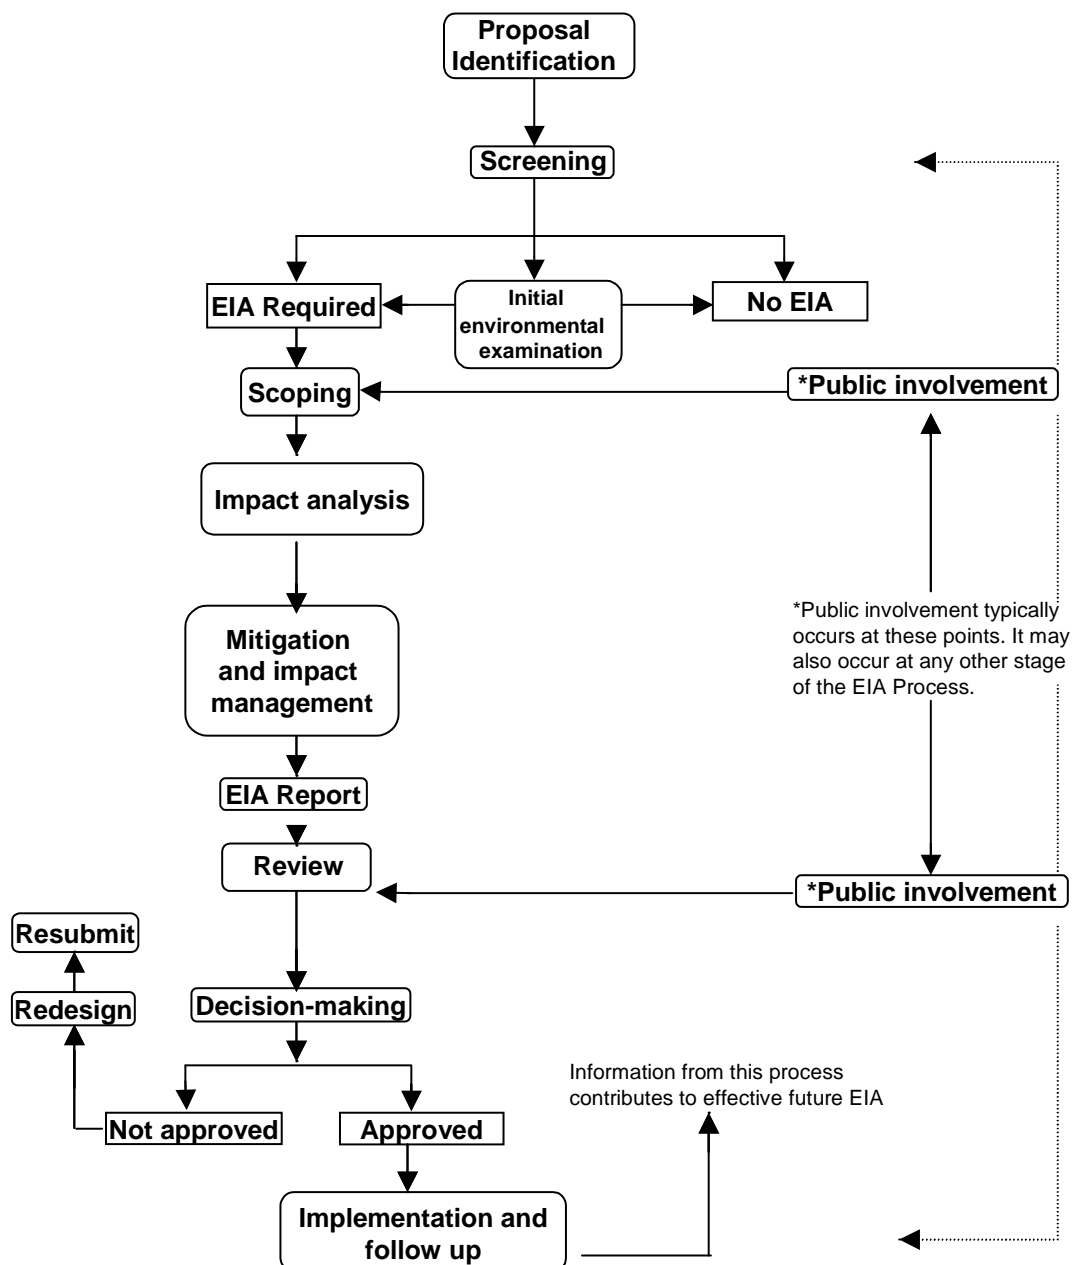 Proposal
Identification
Screening
EIA Required
Initial
environmental
examination
No EIA
Scoping
*Public involvement
Impact analysis
*Public involvement typically
occurs at these points. It may
also occur at any other stage
of the EIA Process.
Mitigation
and impact
management
EIA Report
Review
*Public involvement
Resubmit
Redesign
Decision-making
Information from this process
contributes to effective future EIA
Not approved
Approved
Implementation and
follow up